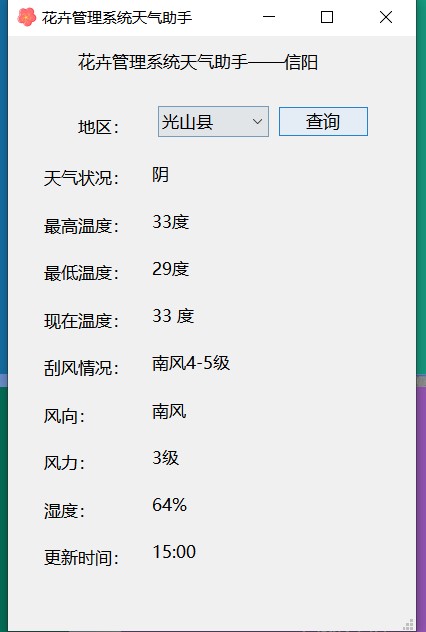 花卉管理系统天气助手
花卉管理系统天气助手——信阳
地区： 光山县 查询
天气状况： 阴
最高温度： 33度
最低温度： 29度
现在温度： 33 度
刮风情况： 南风4-5级
风向： 南风
风力： 3级
湿度： 64%
更新时间： 15:00